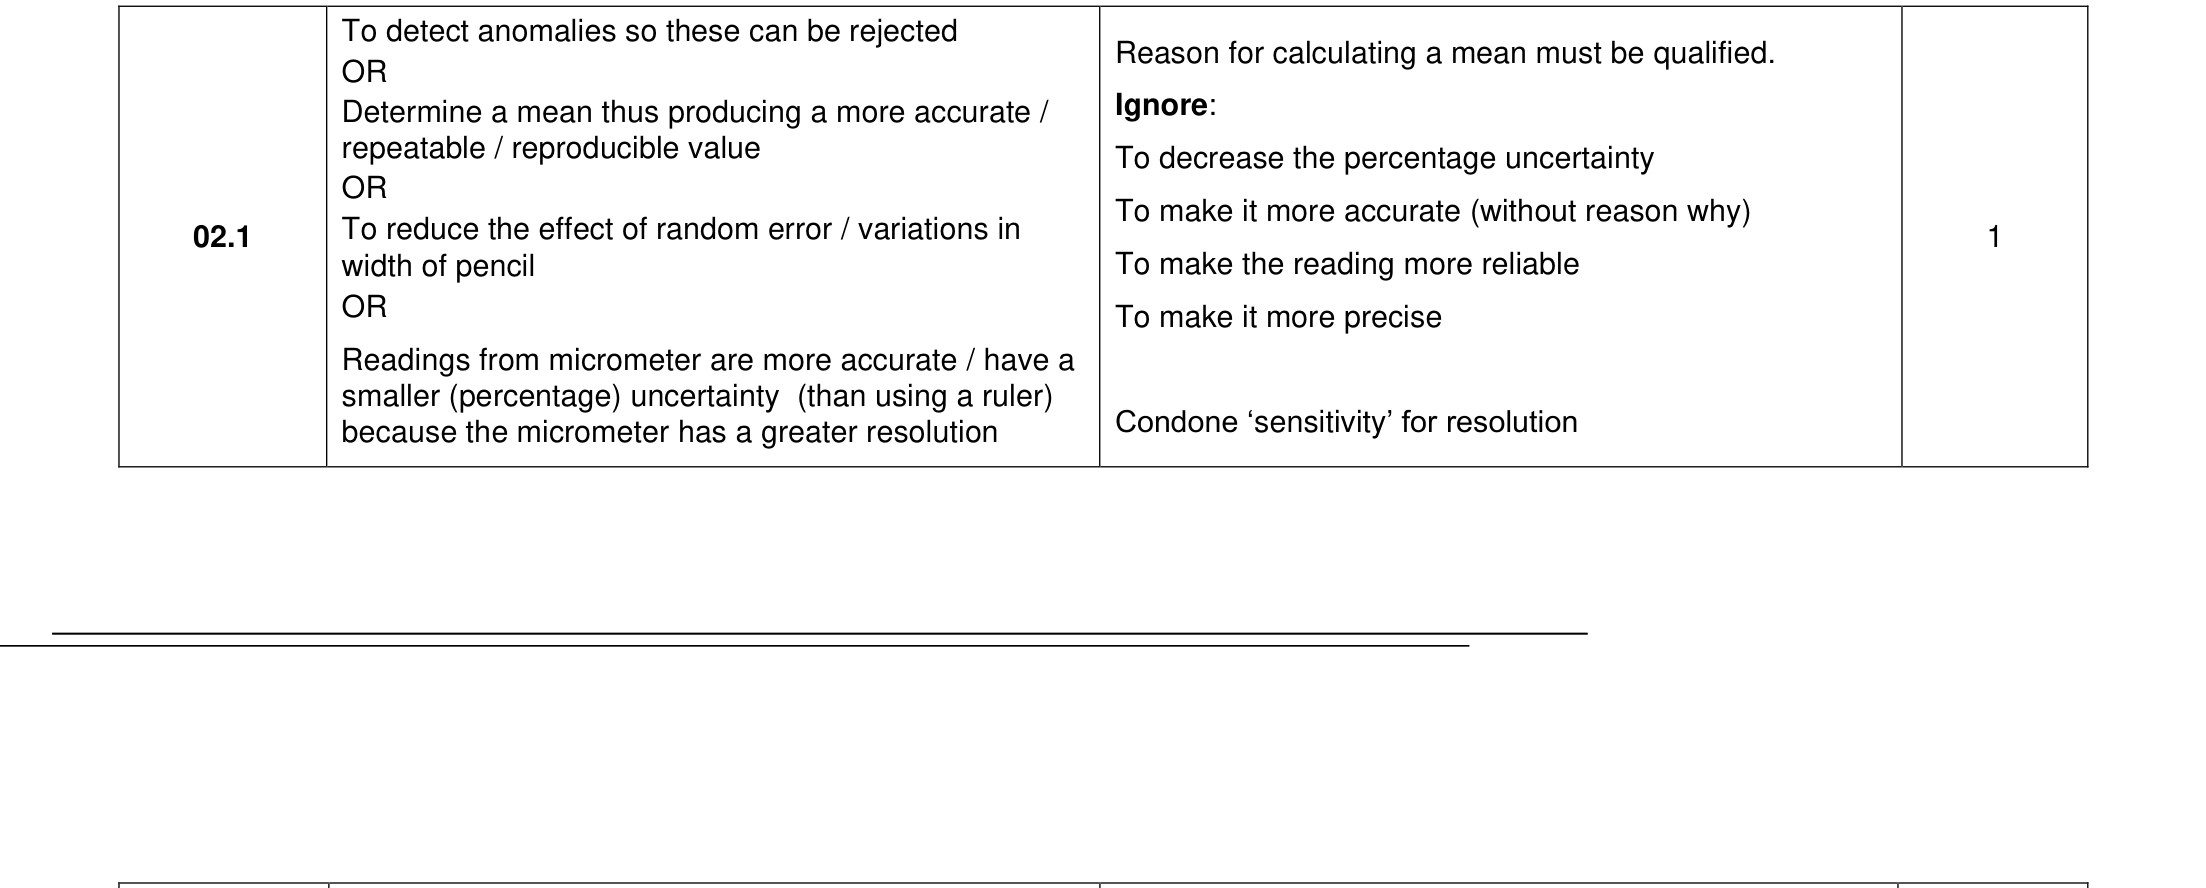 02.1
To detect anomalies so these can be rejected
OR
Determine a mean thus producing a more accurate /
repeatable / reproducible value
OR
To reduce the effect of random error / variations in
width of pencil
OR
Readings from micrometer are more accurate / have a
smaller (percentage) uncertainty  (than using a ruler)
because the micrometer has a greater resolution
Reason for calculating a mean must be qualified.
Ignore:
To decrease the percentage uncertainty
To make it more accurate (without reason why)
To make the reading more reliable
To make it more precise
Condone ‘sensitivity’ for resolution
1